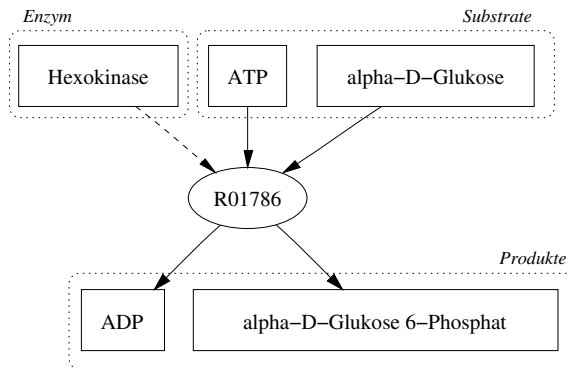 Enzym
Substrate
Hexokinase
ATP
alpha−D−Glukose
R01786
Produkte
ADP
alpha−D−Glukose 6−Phosphat